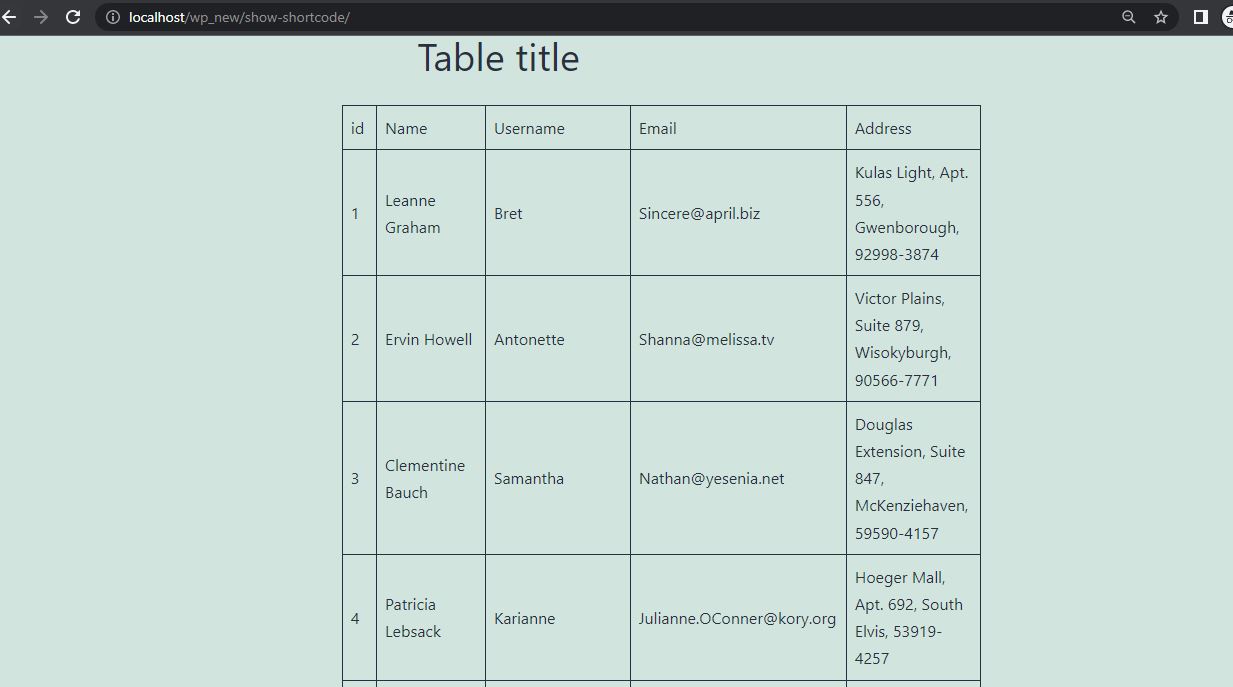 localhost/wp_new/show-shortcode/
Table title
id Name Username Email Address
1 Leanne Graham Bret Sincere@april.biz Kulas Light, Apt. 556, Gwenborough, 92998-3874
2 Ervin Howell Antonette Shanna@melissa.tv Victor Plains, Suite 879, Wisokyburgh, 90566-7771
3 Clementine Bauch Samantha Nathan@yesenia.net Douglas Extension, Suite 847, McKenziehaven, 59590-4157
4 Patricia Lebsack Karianne Julianne.OConner@kory.org Hoeger Mall, Apt. 692, South Elvis, 53919-4257